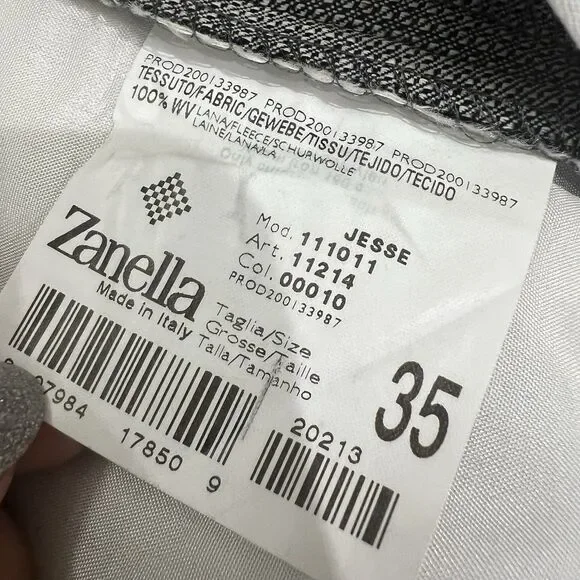 PROD200133987 PROD200133987 PROD200133987
TESSUTO/FABRIC/GEWEBE/TISSU/TEJIDO/TECIDO
100% WV LANA/FLEECE/SCHURWOLLE
LAINE/LANA/LA
JESSE
Mod. 111011
Art. 11214
Col. 00010
PROD200133987
Zanella
Made in Italy
Taglia/Size
Grosse/Taille
Talla/Tamanho
35
07984
17850 9
20213